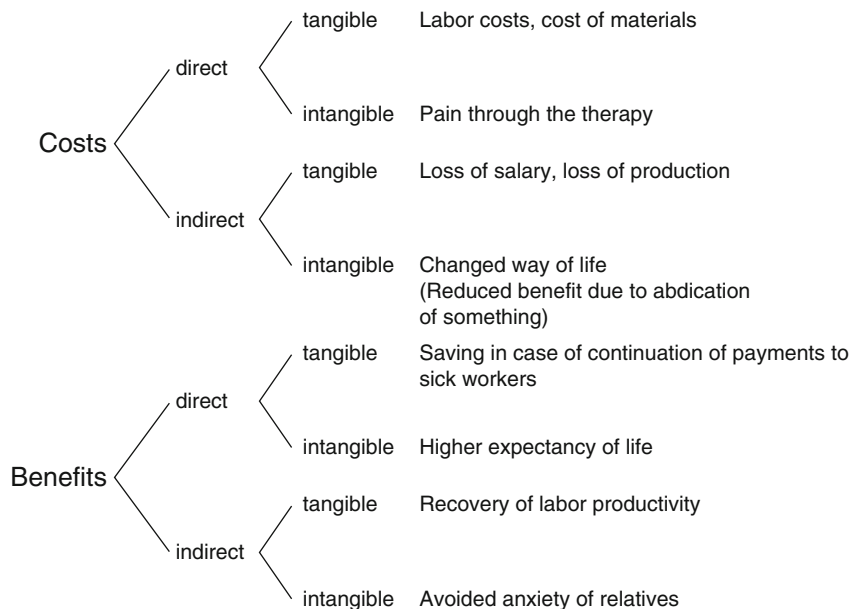 tangible Labor costs, cost of materials
direct
intangible Pain through the therapy
Costs
tangible Loss of salary, loss of production
indirect
intangible Changed way of life
(Reduced benefit due to abdication
of something)
tangible Saving in case of continuation of payments to
sick workers
direct
intangible Higher expectancy of life
Benefits
tangible Recovery of labor productivity
indirect
intangible Avoided anxiety of relatives